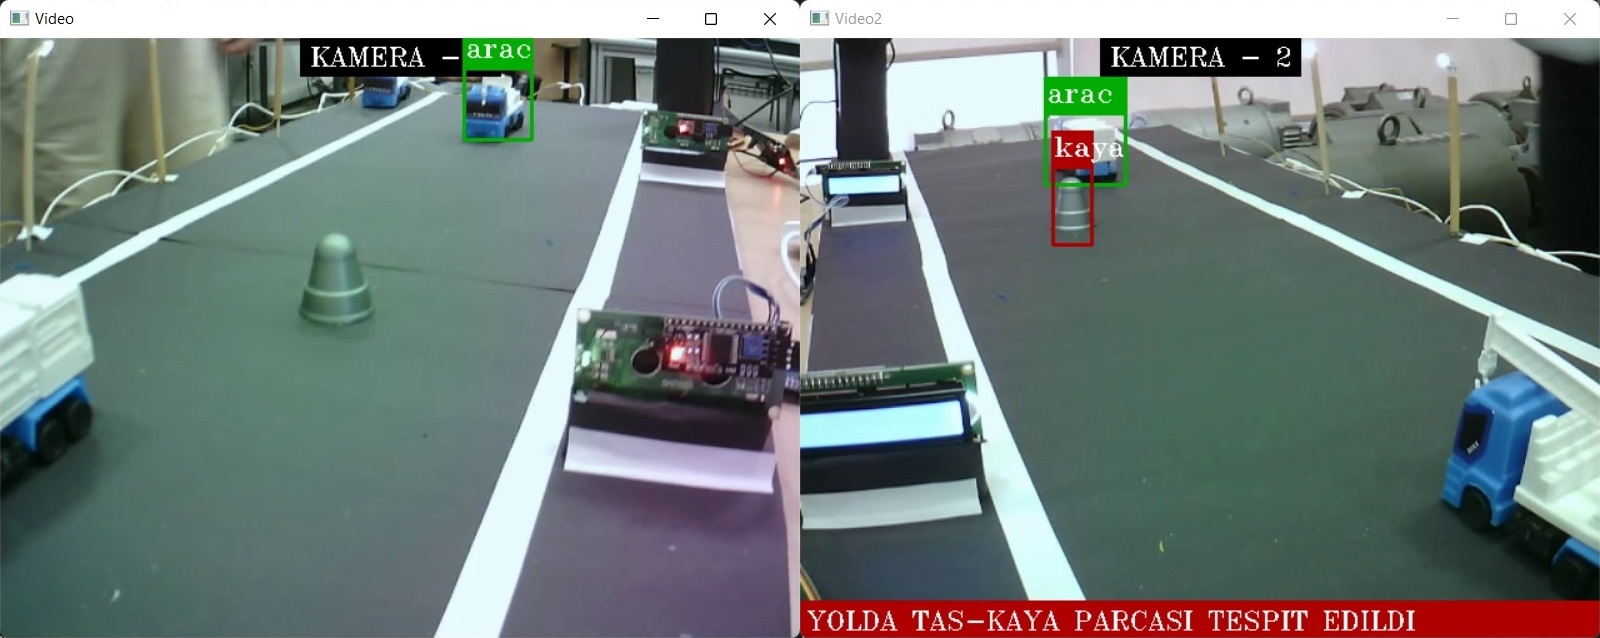 Video
KAMERA -
arac
Video2
KAMERA - 2
arac
kaya
YOLDA TAS-KAYA PARCASI TESPIT EDILDI